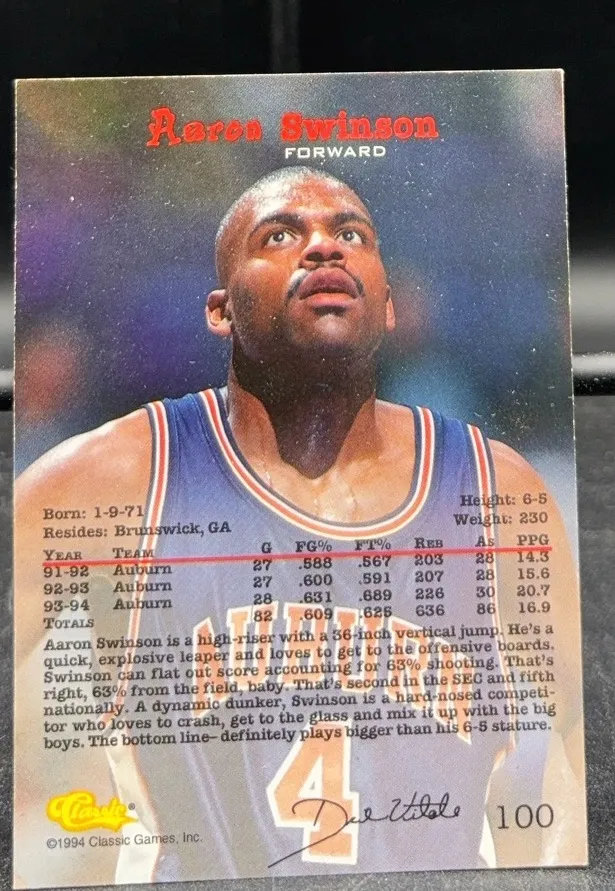 Aaron Swinson
FORWARD
Born: 1-9-71
Height: 6-5
Resides: Brunswick, GA
Weight: 230
YEAR TEAM G FG% FT% REB AS PPG
91-92 Auburn 27 .588 .567 203 28 14.3
92-93 Auburn 27 .600 .591 207 28 15.6
93-94 Auburn 28 .631 .689 226 30 20.7
TOTALS 82 .609 .625 636 86 16.9
Aaron Swinson is a high-riser with a 36-inch vertical jump. He's a
quick, explosive leaper and loves to get to the offensive boards.
Swinson can flat out score accounting for 63% shooting. That's
right, 63% from the field, baby. That's second in the SEC and fifth
nationally. A dynamic dunker, Swinson is a hard-nosed competi-
tor who loves to crash, get to the glass and mix it up with the big
boys. The bottom line– definitely plays bigger than his 6-5 stature.
AUBURN
4
Classic®
©1994 Classic Games, Inc.
100